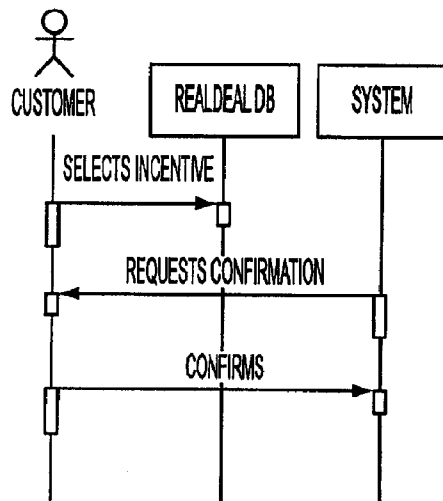 CUSTOMER
REALDEAL DB
SYSTEM
SELECTS INCENTIVE
REQUESTS CONFIRMATION
CONFIRMS